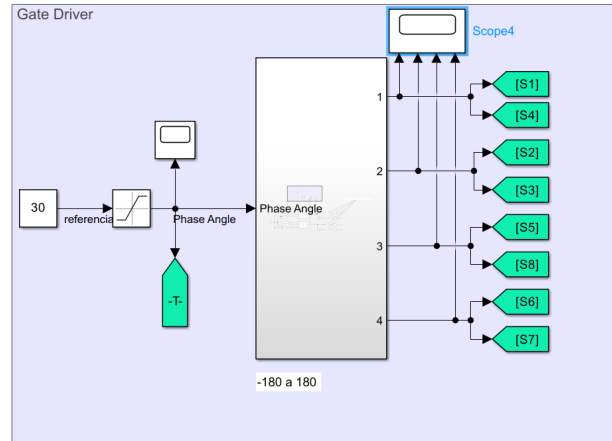 Gate Driver
Scope4
1
[S1]
[S4]
2
[S2]
[S3]
30
referencia
Phase Angle
Phase Angle
3
[S5]
[S8]
-T-
4
[S6]
[S7]
-180 a 180